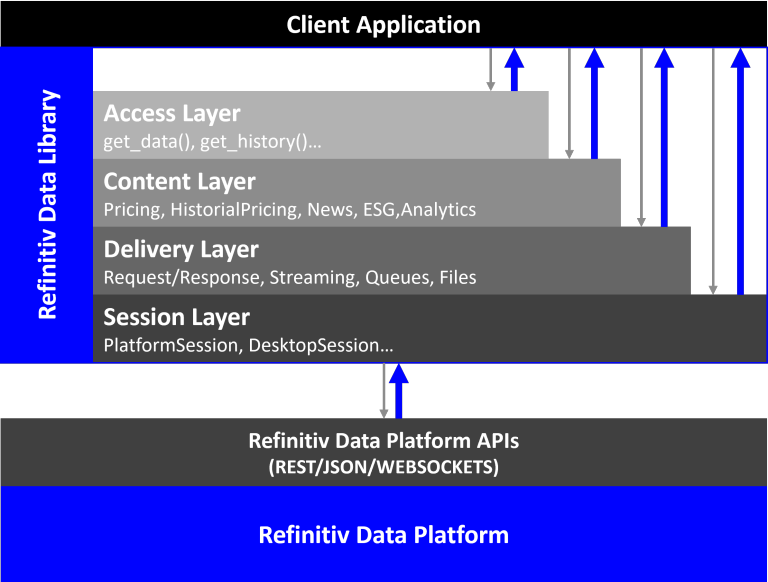 Client Application
Refinitiv Data Library
Access Layer
get_data(), get_history()...
Content Layer
Pricing, HistorialPricing, News, ESG,Analytics
Delivery Layer
Request/Response, Streaming, Queues, Files
Session Layer
PlatformSession, DesktopSession...
Refinitiv Data Platform APIs
(REST/JSON/WEBSOCKETS)
Refinitiv Data Platform